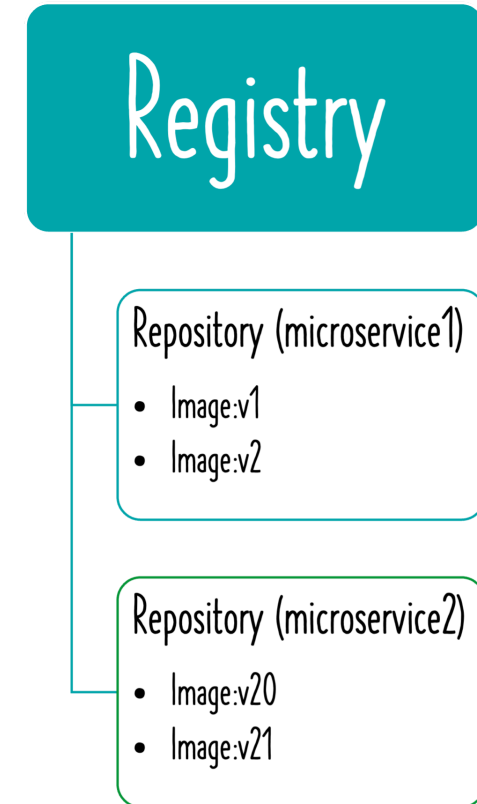 Registry
Repository (microservice1)
• Image:v1
• Image:v2
Repository (microservice2)
• Image:v20
• Image:v21